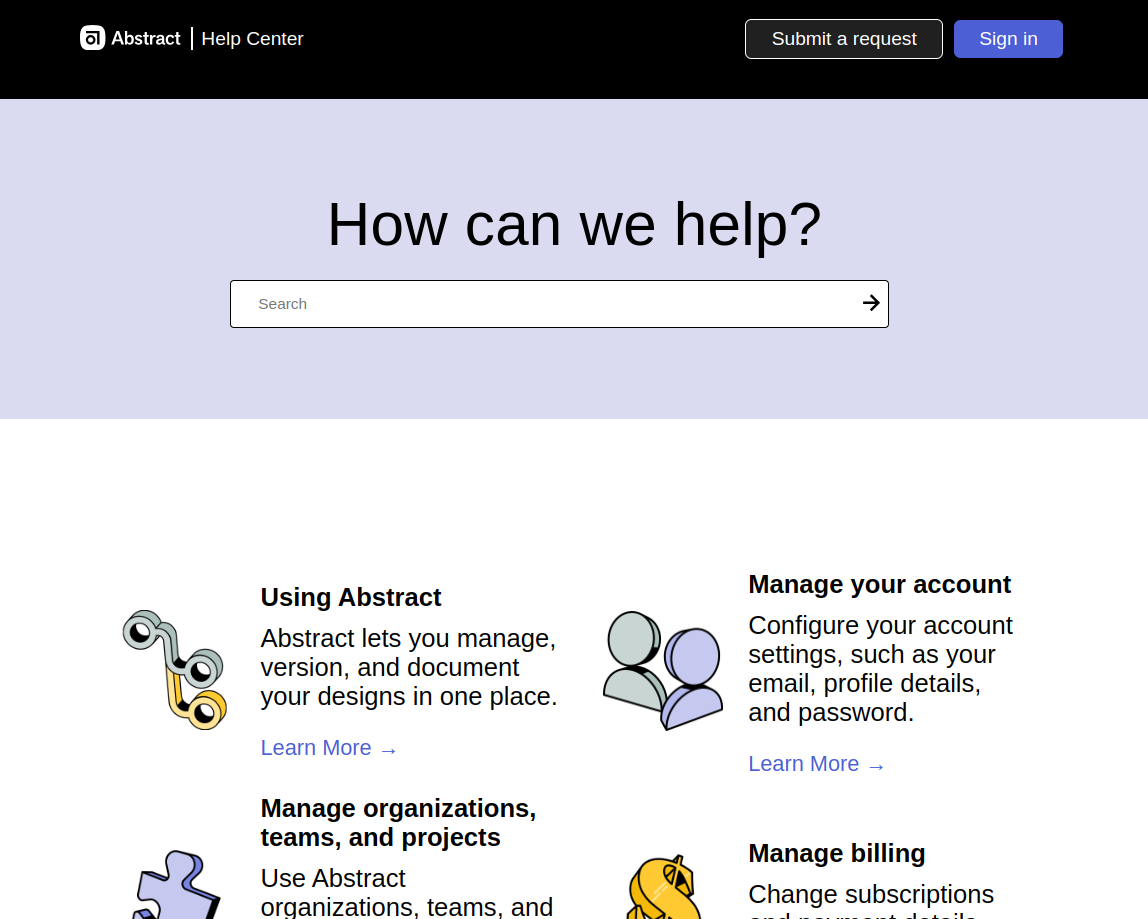 Abstract | Help Center
Submit a request
Sign in
How can we help?
Search
Using Abstract
Abstract lets you manage,
version, and document
your designs in one place.
Learn More →
Manage your account
Configure your account
settings, such as your
email, profile details,
and password.
Learn More →
Manage organizations,
teams, and projects
Use Abstract
organizations, teams, and
Manage billing
Change subscriptions
and payment details.